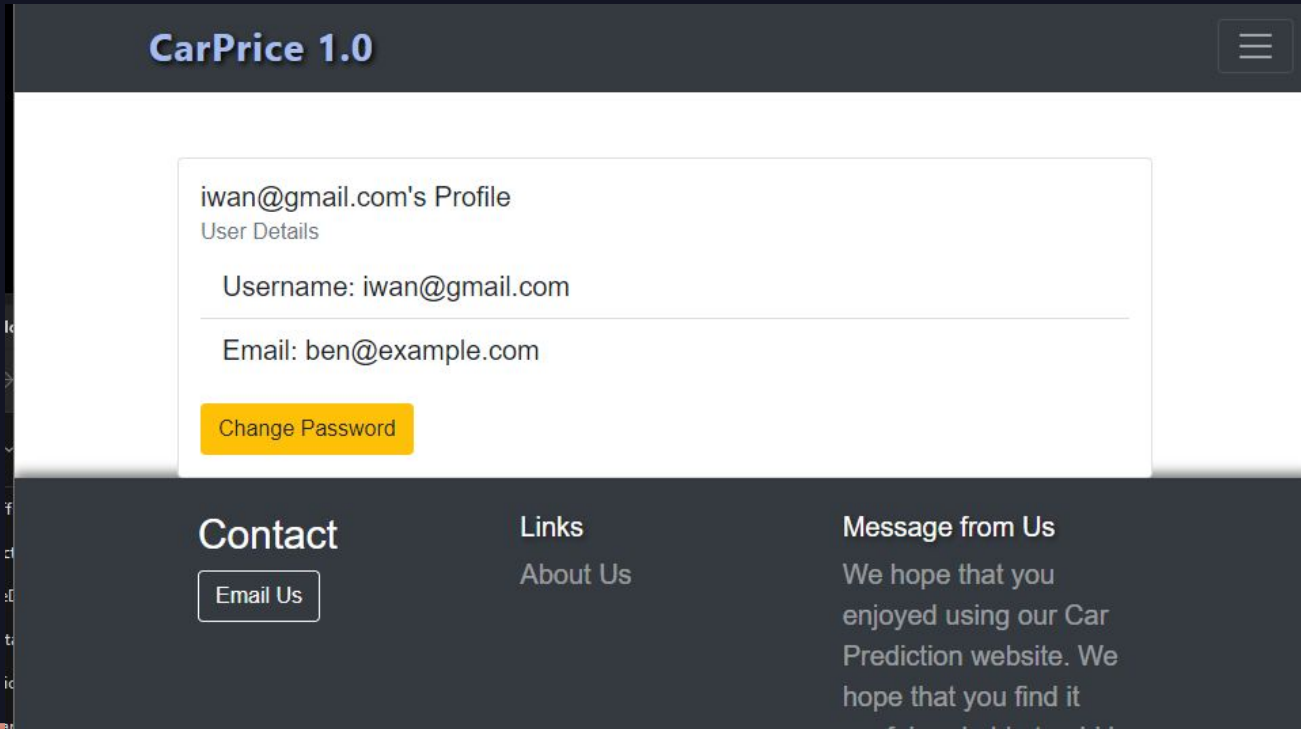 CarPrice 1.0
iwan@gmail.com's Profile
User Details
Username: iwan@gmail.com
Email: ben@example.com
Change Password
Contact
Email Us
Links
About Us
Message from Us
We hope that you
enjoyed using our Car
Prediction website. We
hope that you find it